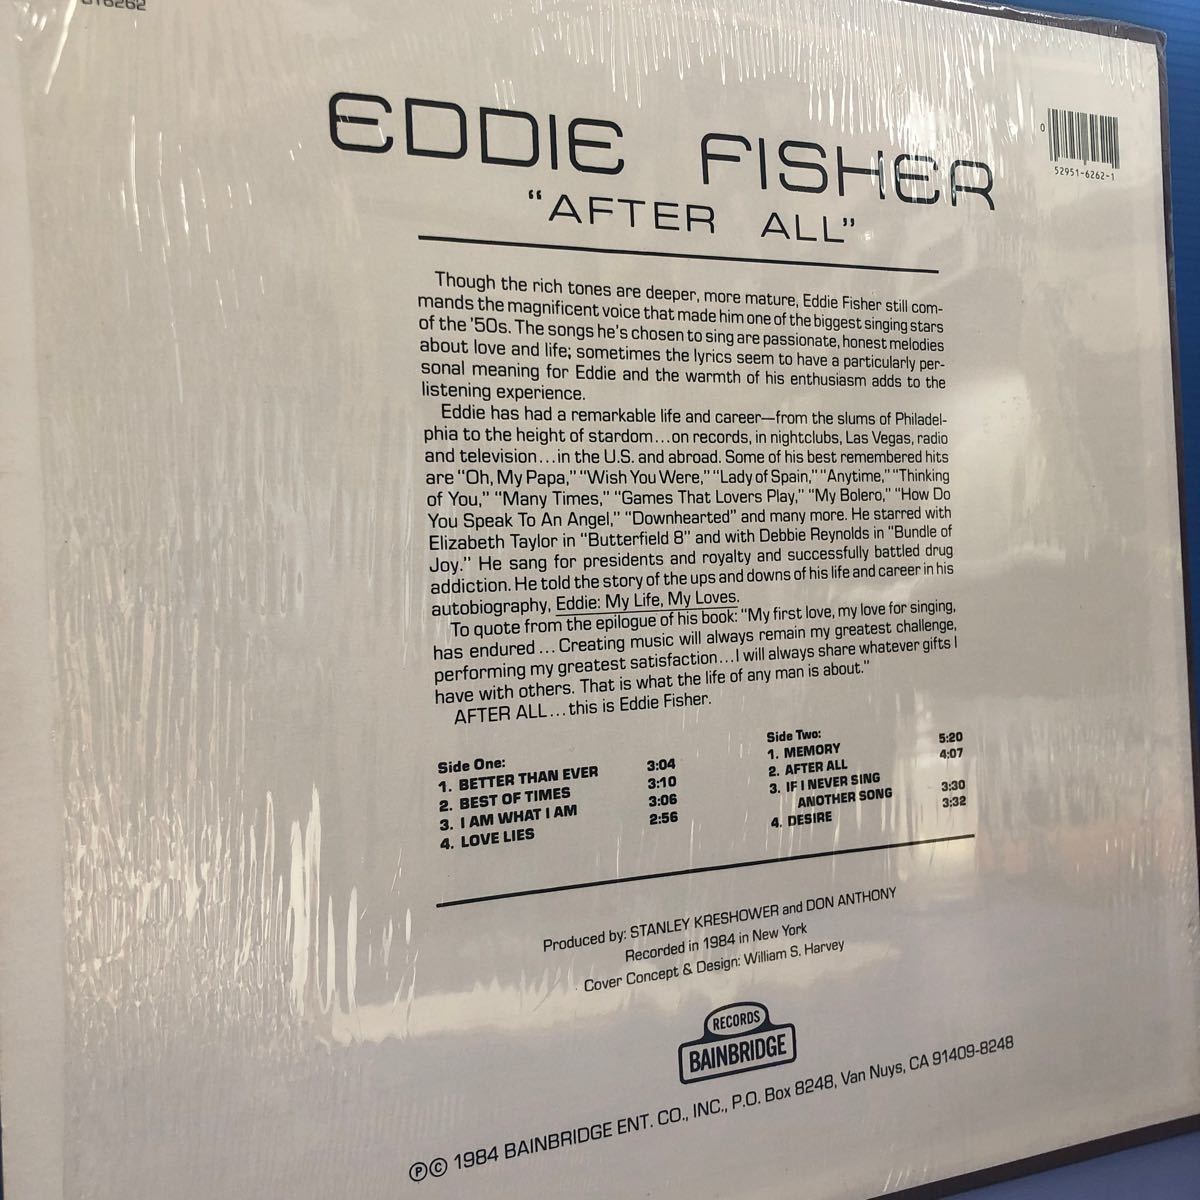 EDDIE FISHER
"AFTER ALL"
0
52951-6262-1
Though the rich tones are deeper, more mature, Eddie Fisher still com-
mands the magnificent voice that made him one of the biggest singing stars
of the '50s. The songs he's chosen to sing are passionate, honest melodies
about love and life; sometimes the lyrics seem to have a particularly per-
sonal meaning for Eddie and the warmth of his enthusiasm adds to the
listening experience.
Eddie has had a remarkable life and career—from the slums of Philadel-
phia to the height of stardom...on records, in nightclubs, Las Vegas, radio
and television...in the U.S. and abroad. Some of his best remembered hits
are "Oh, My Papa," "Wish You Were," "Lady of Spain," "Anytime," "Thinking
of You," "Many Times," "Games That Lovers Play," "My Bolero," "How Do
You Speak To An Angel," "Downhearted" and many more. He starred with
Elizabeth Taylor in "Butterfield 8" and with Debbie Reynolds in "Bundle of
Joy." He sang for presidents and royalty and successfully battled drug
addiction. He told the story of the ups and downs of his life and career in his
autobiography, Eddie: My Life, My Loves.
To quote from the epilogue of his book: "My first love, my love for singing,
has endured... Creating music will always remain my greatest challenge,
performing my greatest satisfaction...I will always share whatever gifts I
have with others. That is what the life of any man is about."
AFTER ALL...this is Eddie Fisher.
Side One:
1. BETTER THAN EVER 3:04
2. BEST OF TIMES 3:10
3. I AM WHAT I AM 3:06
4. LOVE LIES 2:56
Side Two:
1. MEMORY 5:20
2. AFTER ALL 4:07
3. IF I NEVER SING
ANOTHER SONG 3:30
4. DESIRE 3:32
Produced by: STANLEY KRESHOWER and DON ANTHONY
Recorded in 1984 in New York
Cover Concept & Design: William S. Harvey
RECORDS
BAINBRIDGE
℗© 1984 BAINBRIDGE ENT. CO., INC., P.O. Box 8248, Van Nuys, CA 91409-8248